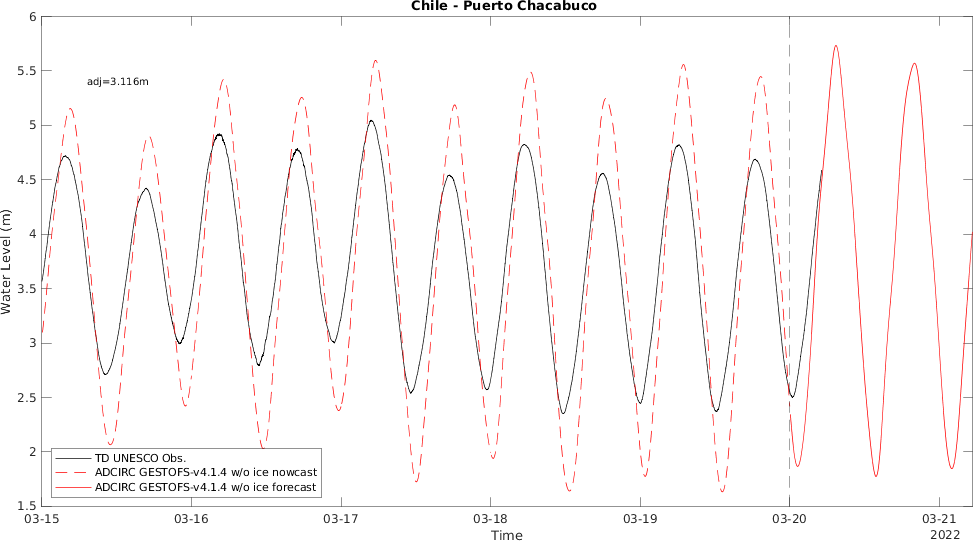 Chile - Puerto Chacabuco
6
5.5
adj=3.116m
5
4.5
4
3.5
3
2.5
2
1.5
Water Level (m)
TD UNESCO Obs.
ADCIRC GESTOFS-v4.1.4 w/o ice nowcast
ADCIRC GESTOFS-v4.1.4 w/o ice forecast
03-15 03-16 03-17 03-18 03-19 03-20 03-21
Time
2022